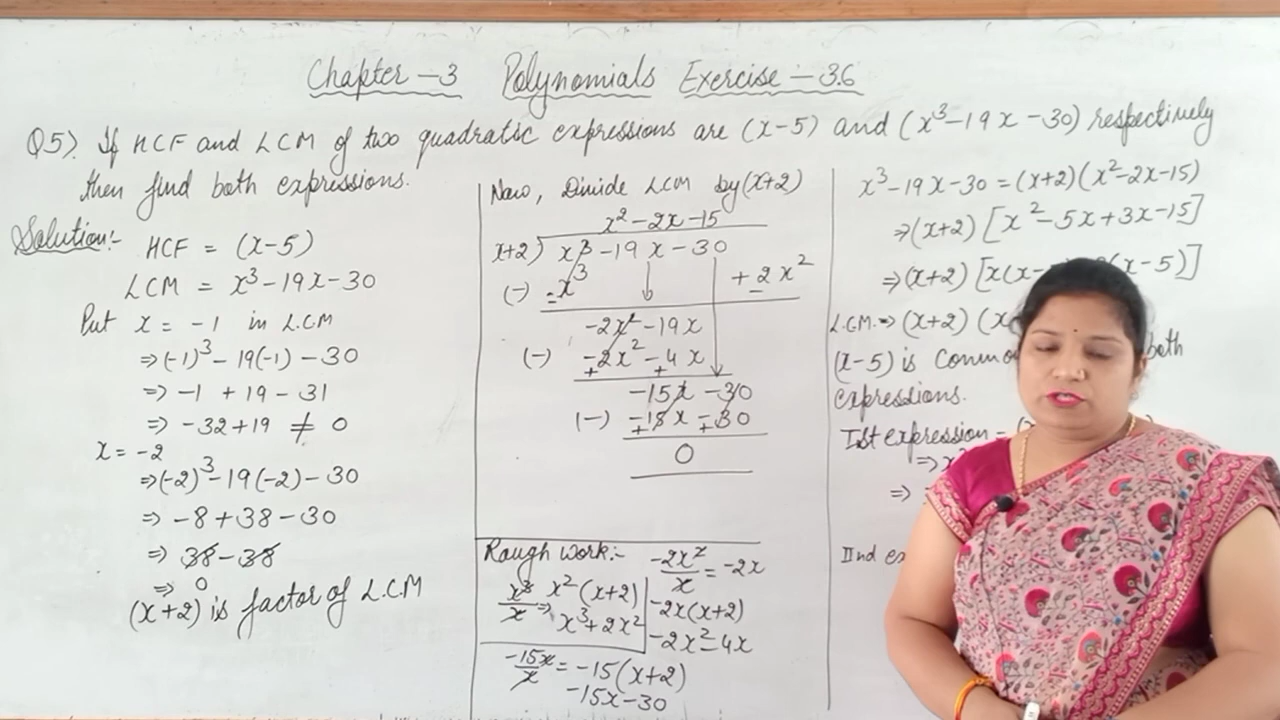 Chapter - 3 Polynomials Exercise - 3.6
Q5). If HCF and LCM of two quadratic expressions are (x-5) and (x³-19x-30) respectively
then find both expressions.
Solution:-
HCF = (x-5)
LCM = x³-19x-30
Put x = -1 in L.C.M
⇒(-1)³-19(-1)-30
⇒ -1 + 19 - 31
⇒ -32+19 ≠ 0
x = -2
⇒(-2)³-19(-2)-30
⇒ -8+38-30
⇒ 38-38
⇒ 0
(x+2) is factor of L.C.M
Now, Divide LCM by (x+2)
x²-2x-15
x+2) x³-19x-30
(-) x³ +2x²
-
-
-2x²-19x
(-) -2x²-4x
+ +
-15x-30
(-) -15x-30
+ +
0
Rough work:-
x³/x ⇒ x²(x+2)
x³+2x²
-2x²/x = -2x
-2x(x+2)
-2x²-4x
-15x/x = -15(x+2)
-15x-30
x³-19x-30 = (x+2)(x²-2x-15)
⇒(x+2)[x²-5x+3x-15]
⇒(x+2)[x(x- (x-5)]
L.C.M.⇒ (x+2)
(x-5) is both
expressions.
Ist expression =
⇒
⇒
IInd